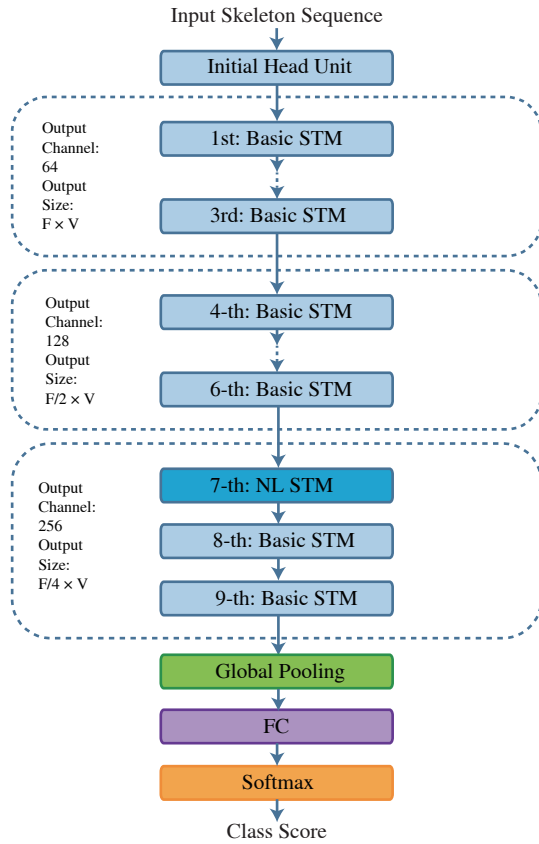 Input Skeleton Sequence
Initial Head Unit
Output
Channel:
64
Output
Size:
F × V
1st: Basic STM
3rd: Basic STM
Output
Channel:
128
Output
Size:
F/2 × V
4-th: Basic STM
6-th: Basic STM
Output
Channel:
256
Output
Size:
F/4 × V
7-th: NL STM
8-th: Basic STM
9-th: Basic STM
Global Pooling
FC
Softmax
Class Score